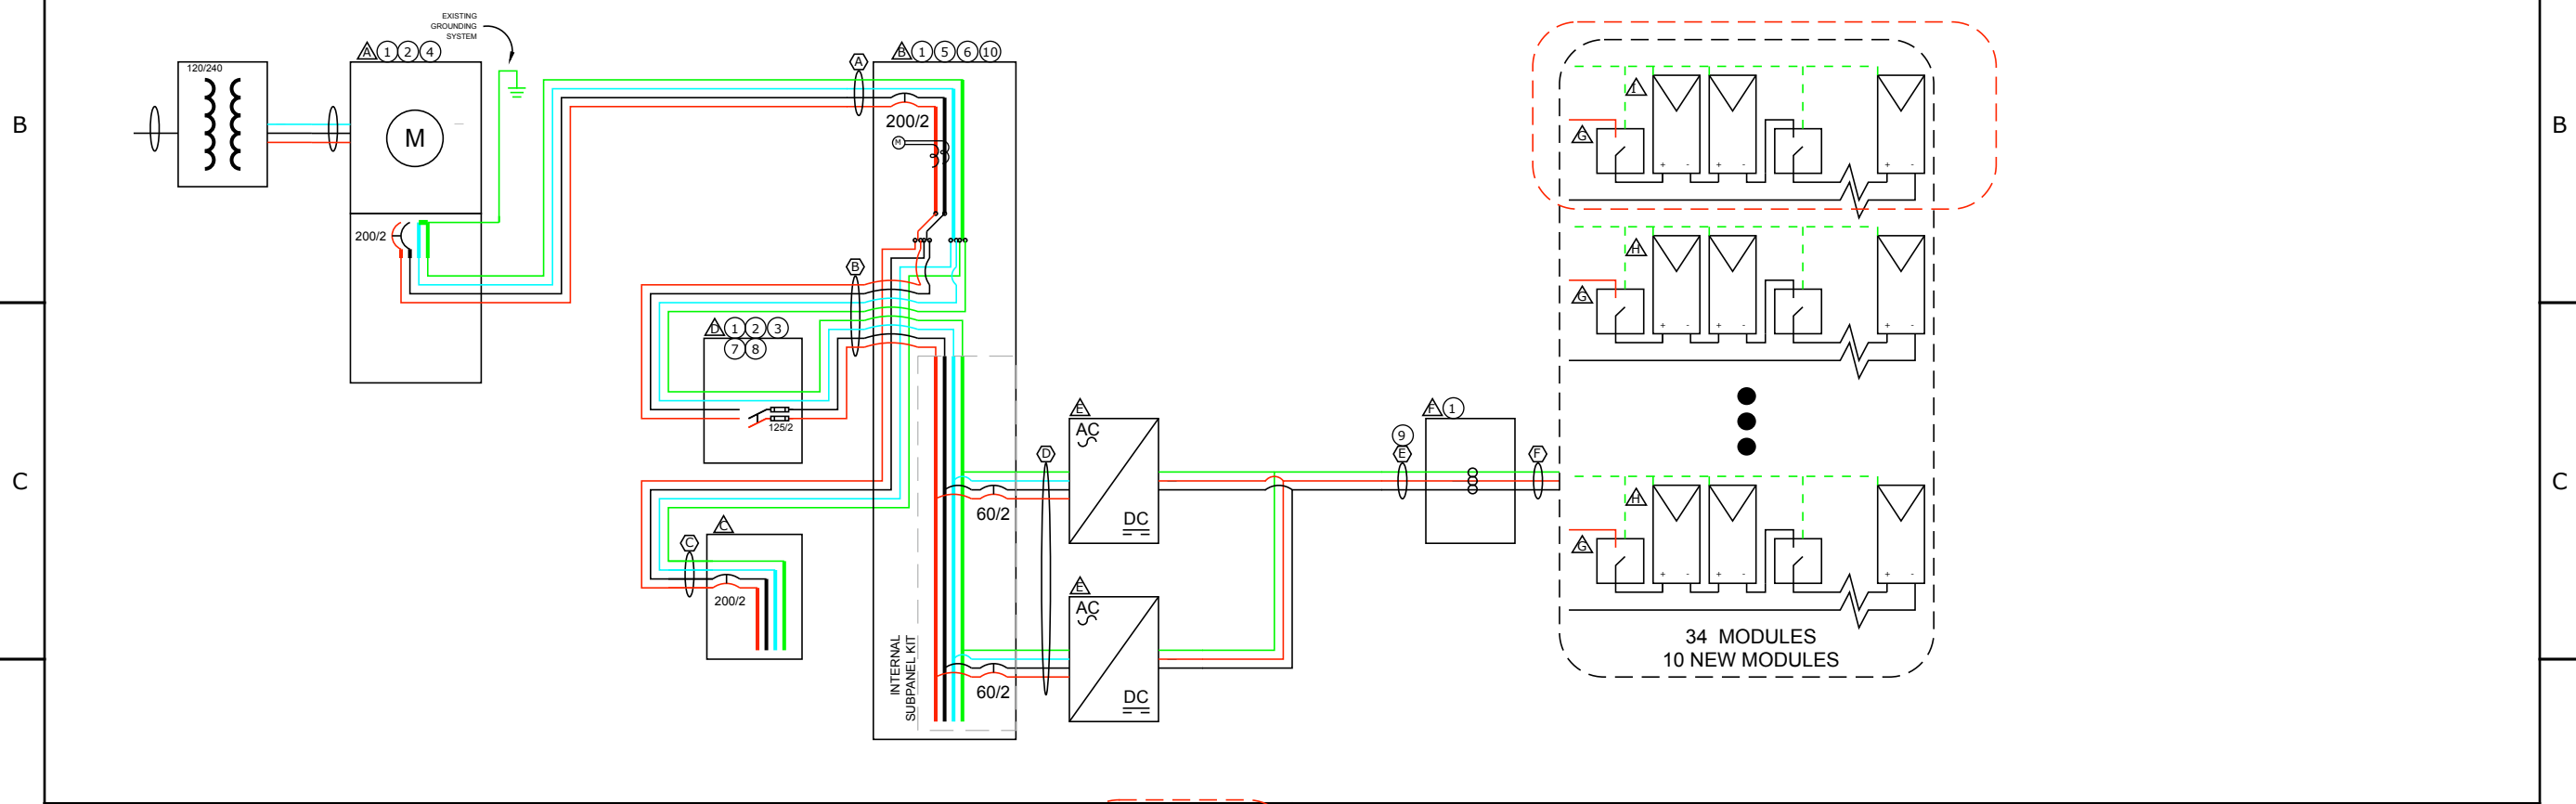 EXISTING
GROUNDING
SYSTEM
A 1 2 4
120/240
M
200/2
A
B 1 5 6 10
200/2
M
B
D 1 2 3
7 8
125/2
C
C
200/2
INTERNAL
SUBPANEL KIT
60/2
60/2
D
E
AC
DC
E
AC
DC
9
E
F 1
F
I
G
+ - + - + -
H
G
+ - + - + -
H
G
+ - + - + -
34 MODULES
10 NEW MODULES
B
C
B
C